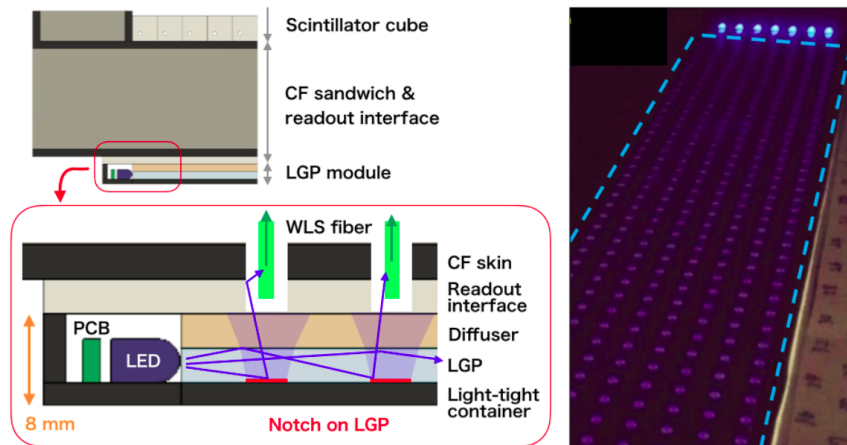 Scintillator cube
CF sandwich &
readout interface
LGP module
WLS fiber
CF skin
Readout
interface
Diffuser
LGP
Light-tight
container
PCB
LED
8 mm
Notch on LGP